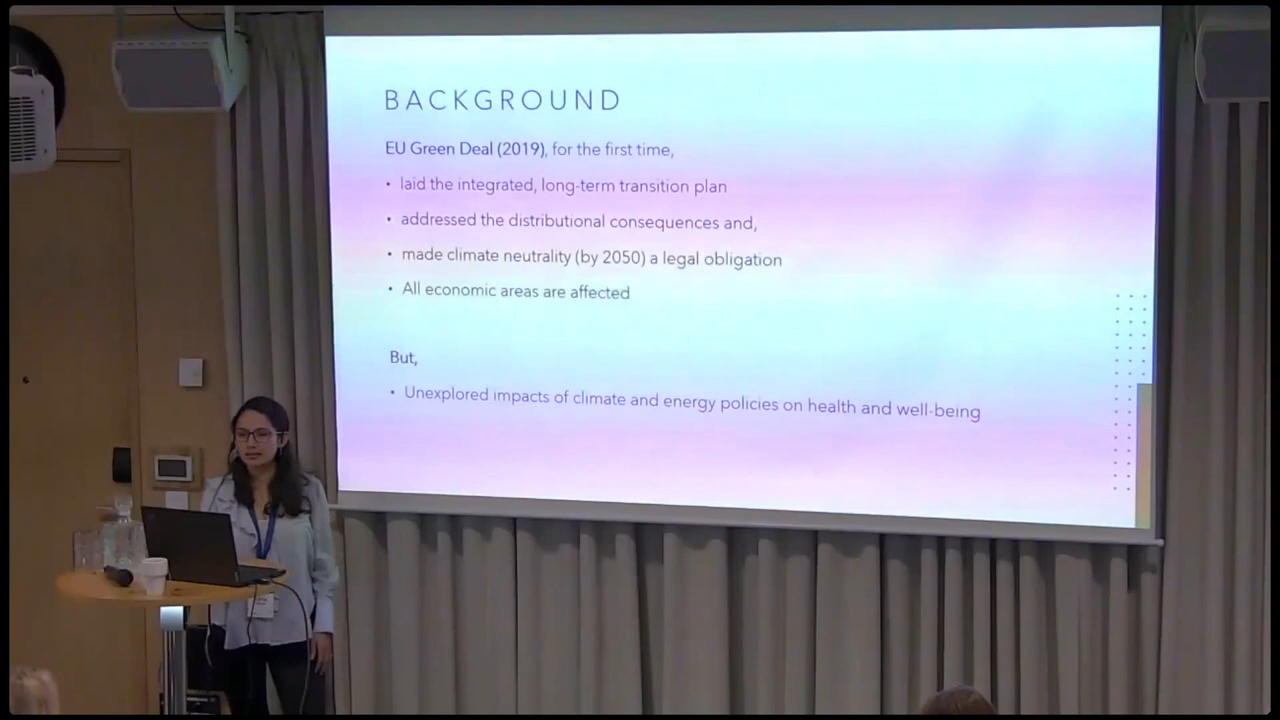 BACKGROUND
EU Green Deal (2019), for the first time,
• laid the integrated, long-term transition plan
• addressed the distributional consequences and,
• made climate neutrality (by 2050) a legal obligation
• All economic areas are affected
But,
• Unexplored impacts of climate and energy policies on health and well-being